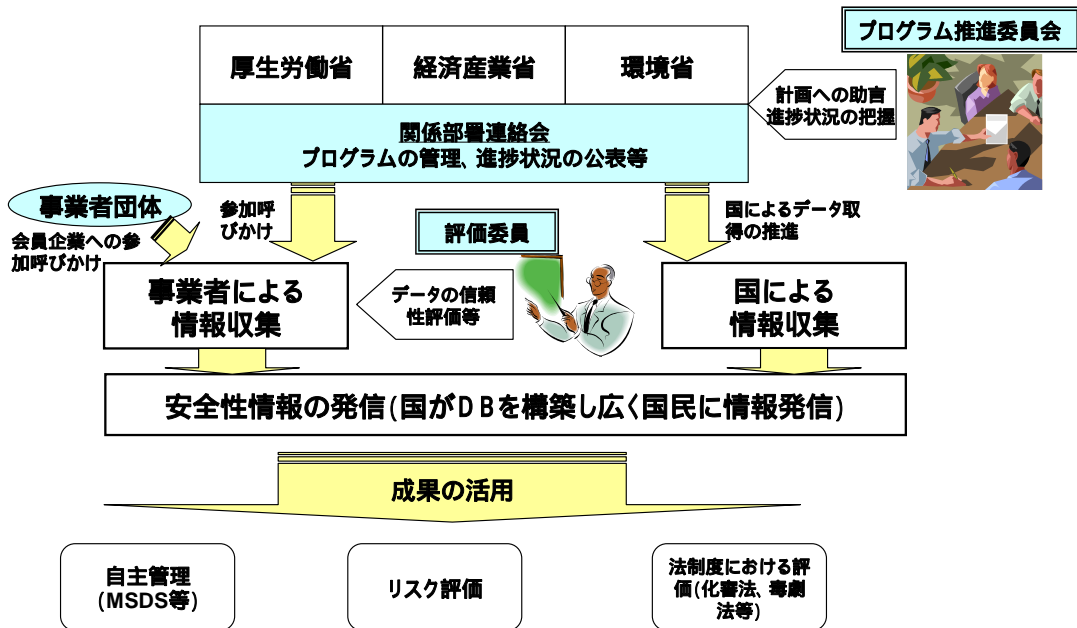 プログラム推進委員会
厚生労働省
経済産業省
環境省
計画への助言
進捗状況の把握
関係部署連絡会
プログラムの管理、進捗状況の公表等
事業者団体
会員企業への参
加呼びかけ
参加呼
びかけ
評価委員
国によるデータ取
得の推進
事業者による
情報収集
データの信頼
性評価等
国による
情報収集
安全性情報の発信(国がDBを構築し広く国民に情報発信)
成果の活用
自主管理
(MSDS等)
リスク評価
法制度における評
価(化審法、毒劇
法等)